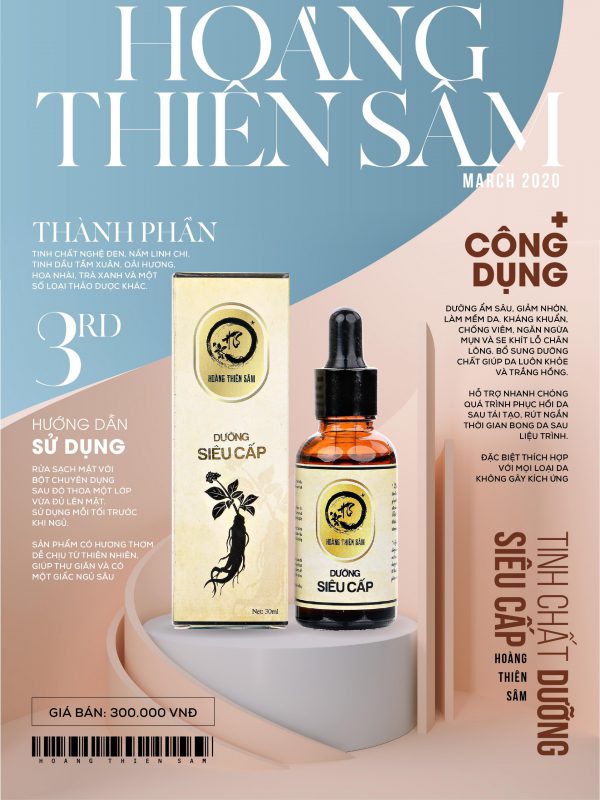 HOÀNG
THIÊN SÂM
MARCH 2020
THÀNH PHẦN
TINH CHẤT NGHỆ ĐEN, NẤM LINH CHI,
TINH DẦU TẦM XUÂN, OẢI HƯƠNG,
HOA NHÀI, TRÀ XANH VÀ MỘT
SỐ LOẠI THẢO DƯỢC KHÁC.
3RD
HƯỚNG DẪN
SỬ DỤNG
RỬA SẠCH MẶT VỚI
BỘT CHUYÊN DỤNG
SAU ĐÓ THOA MỘT LỚP
VỪA ĐỦ LÊN MẶT.
SỬ DỤNG MỖI TỐI TRƯỚC
KHI NGỦ.
SẢN PHẨM CÓ HƯƠNG THƠM
DỄ CHỊU TỪ THIÊN NHIÊN,
GIÚP THƯ GIÃN VÀ CÓ
MỘT GIẤC NGỦ SÂU
HOÀNG THIÊN SÂM
DƯỠNG
SIÊU CẤP
Net: 30ml
HOÀNG THIÊN SÂM
DƯỠNG
SIÊU CẤP
+
CÔNG
DỤNG
DƯỠNG ẨM SÂU, GIẢM NHỜN,
LÀM MỀM DA, KHÁNG KHUẨN,
CHỐNG VIÊM, NGĂN NGỪA
MỤN VÀ SE KHÍT LỖ CHÂN
LÔNG. BỔ SUNG DƯỠNG
CHẤT GIÚP DA LUÔN KHỎE
VÀ TRẮNG HỒNG.
HỖ TRỢ NHANH CHÓNG
QUÁ TRÌNH PHỤC HỒI DA
SAU TÁI TẠO, RÚT NGẮN
THỜI GIAN BONG DA SAU
LIỆU TRÌNH.
ĐẶC BIỆT THÍCH HỢP
VỚI MỌI LOẠI DA
KHÔNG GÂY KÍCH ỨNG
TINH CHẤT DƯỠNG
SIÊU CẤP
HOÀNG
THIÊN
SÂM
GIÁ BÁN: 300.000 VNĐ
HOANG THIEN SAM